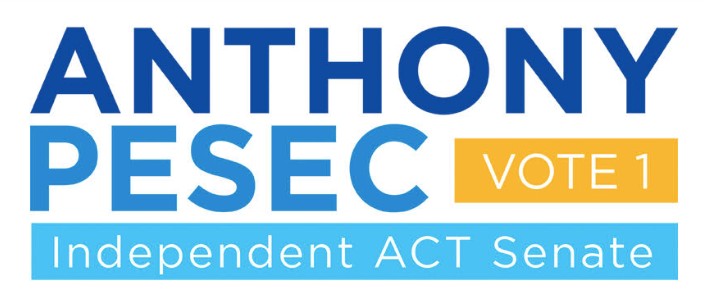 ANTHONY
PESEC VOTE 1
Independent ACT Senate